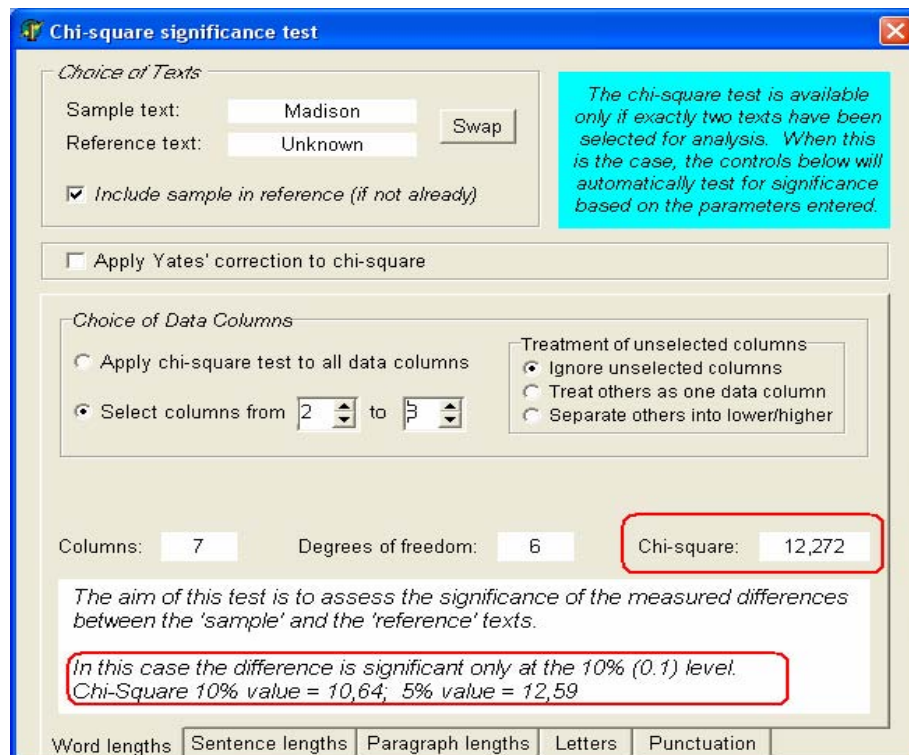 Chi-square significance test
Choice of Texts
Sample text: Madison
Reference text: Unknown
Swap
Include sample in reference (if not already)
The chi-square test is available
only if exactly two texts have been
selected for analysis. When this
is the case, the controls below will
automatically test for significance
based on the parameters entered.
Apply Yates' correction to chi-square
Choice of Data Columns
Apply chi-square test to all data columns
Select columns from 2 to 3
Treatment of unselected columns
Ignore unselected columns
Treat others as one data column
Separate others into lower/higher
Columns: 7 Degrees of freedom: 6 Chi-square: 12,272
The aim of this test is to assess the significance of the measured differences
between the 'sample' and the 'reference' texts.
In this case the difference is significant only at the 10% (0.1) level.
Chi-Square 10% value = 10,64; 5% value = 12,59
Word lengths Sentence lengths Paragraph lengths Letters Punctuation